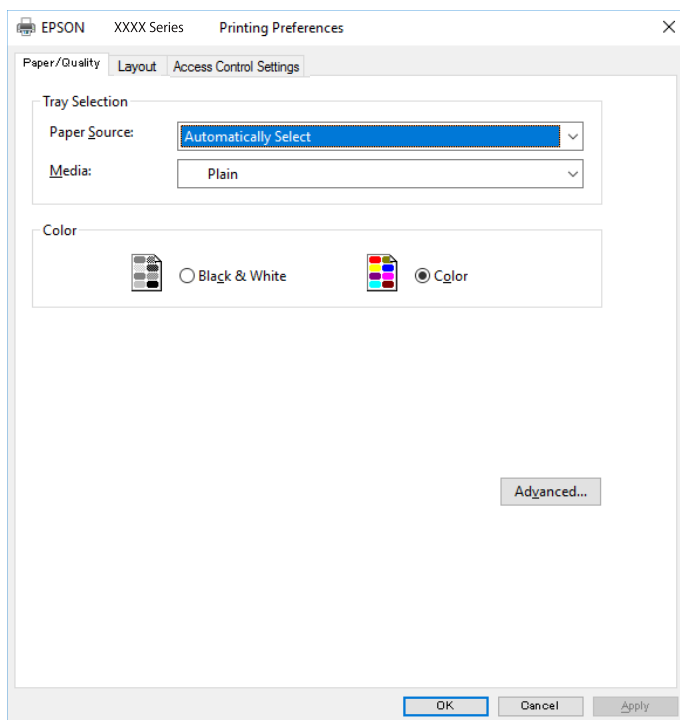 EPSON XXXX Series Printing Preferences
Paper/Quality Layout Access Control Settings
Tray Selection
Paper Source: Automatically Select
Media: Plain
Color
Black & White Color
Advanced...
OK Cancel Apply